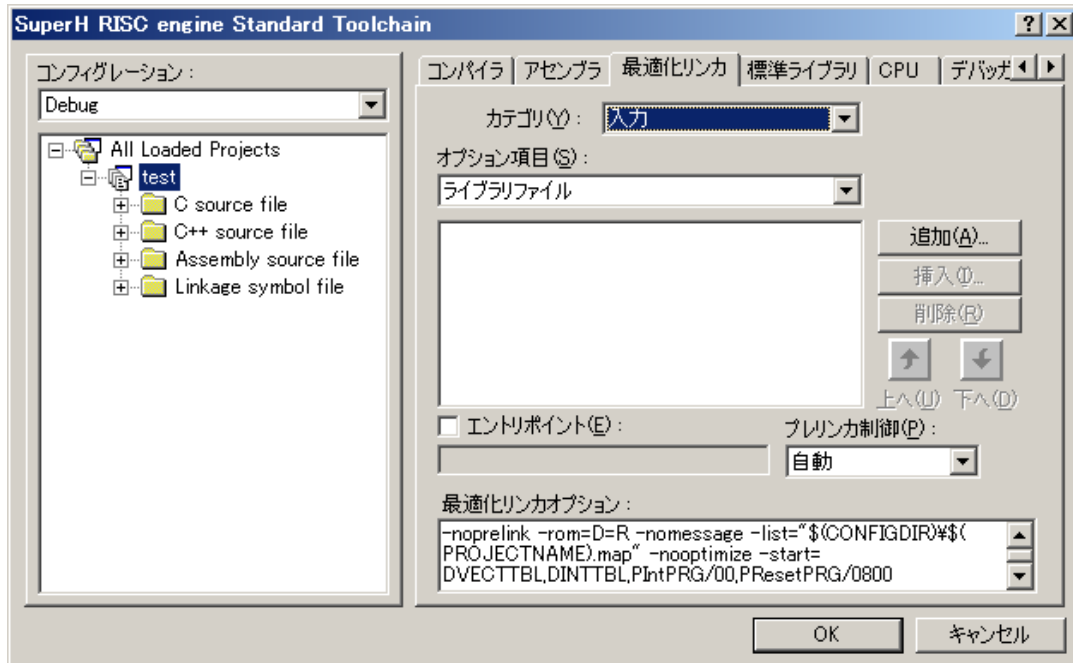 SuperH RISC engine Standard Toolchain
コンフィグレーション :
Debug
All Loaded Projects
test
C source file
C++ source file
Assembly source file
Linkage symbol file
コンパイラ アセンブラ 最適化リンカ 標準ライブラリ CPU デバッガ
カテゴリ(Y) : 入力
オプション項目(S) :
ライブラリファイル
追加(A)...
挿入(I)...
削除(R)
上へ(U) 下へ(D)
エントリポイント(E) :
プレリンカ制御(P) :
自動
最適化リンカオプション :
-noprelink -rom=D=R -nomessage -list="$(CONFIGDIR)¥$(
PROJECTNAME).map" -nooptimize -start=
DVECTTBL,DINTTBL,PIntPRG/00,PResetPRG/0800
OK キャンセル